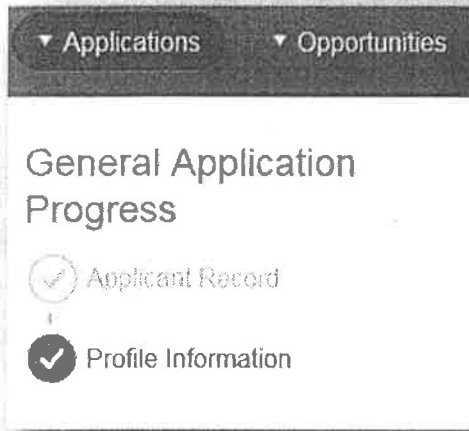 Applications Opportunities
General Application
Progress
Applicant Record
Profile Information